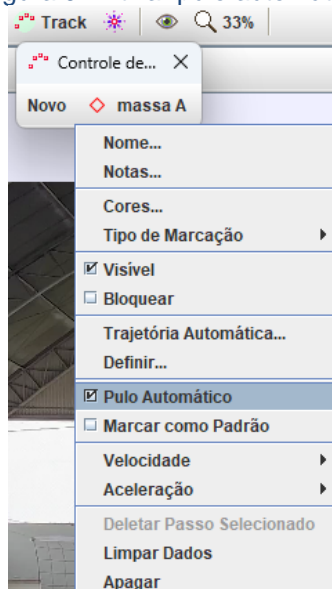 Track 33%
Controle de...
Novo massa A
Nome...
Notas...
Cores...
Tipo de Marcação
Visível
Bloquear
Trajetória Automática...
Definir...
Pulo Automático
Marcar como Padrão
Velocidade
Aceleração
Deletar Passo Selecionado
Limpar Dados
Apagar